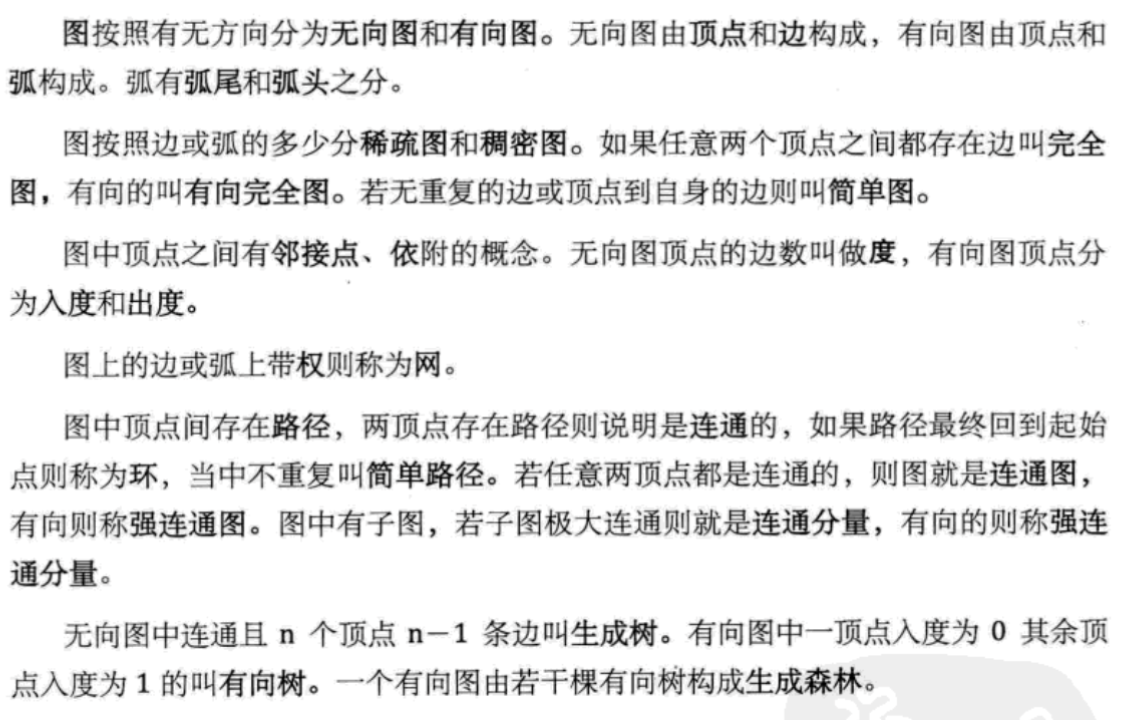 图按照有无方向分为无向图和有向图。无向图由顶点和边构成，有向图由顶点和
弧构成。弧有弧尾和弧头之分。
图按照边或弧的多少分稀疏图和稠密图。如果任意两个顶点之间都存在边叫完全
图，有向的叫有向完全图。若无重复的边或顶点到自身的边则叫简单图。
图中顶点之间有邻接点、依附的概念。无向图顶点的边数叫做度，有向图顶点分
为入度和出度。
图上的边或弧上带权则称为网。
图中顶点间存在路径，两顶点存在路径则说明是连通的，如果路径最终回到起始
点则称为环，当中不重复叫简单路径。若任意两顶点都是连通的，则图就是连通图，
有向则称强连通图。图中有子图，若子图极大连通则就是连通分量，有向的则称强连
通分量。
无向图中连通且 n 个顶点 n－1 条边叫生成树。有向图中一顶点入度为 0 其余顶
点入度为 1 的叫有向树。一个有向图由若干棵有向树构成生成森林。